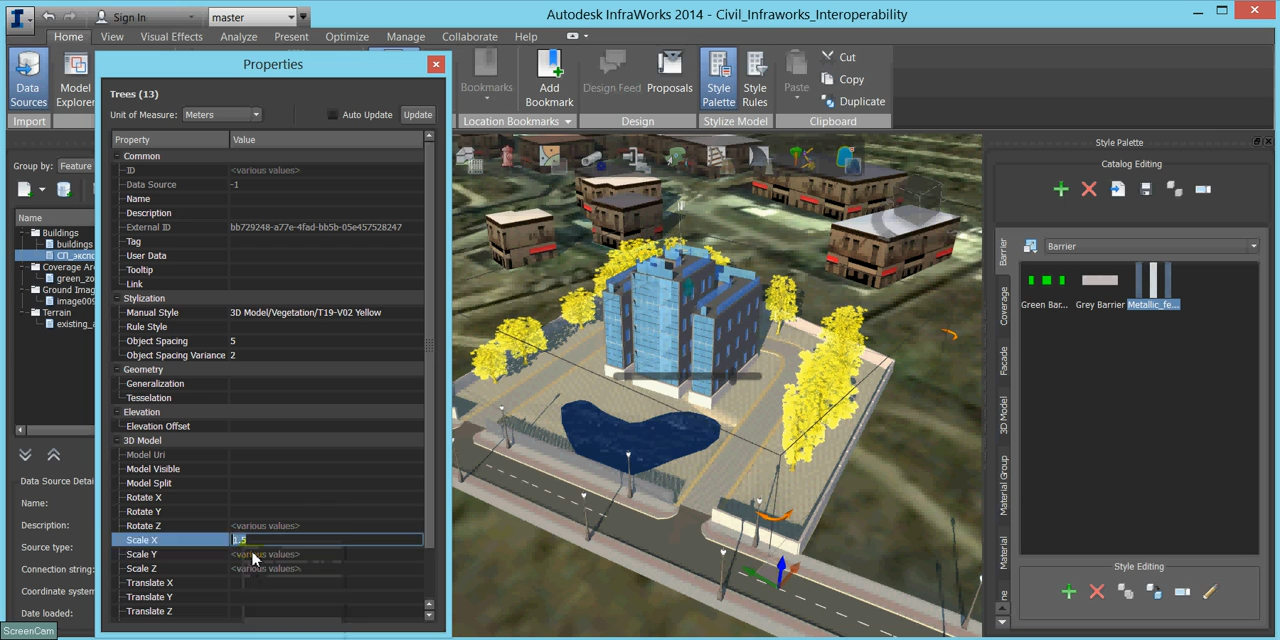 Sign In
master
Autodesk InfraWorks 2014 - Civil_Infraworks_Interoperability
Home View Visual Effects Analyze Present Optimize Manage Collaborate Help
Data Sources
Model Explorer
Bookmarks
Add Bookmark
Design Feed
Proposals
Style Palette
Style Rules
Paste
Cut
Copy
Duplicate
Import
Location Bookmarks
Design
Stylize Model
Clipboard
Group by: Feature
Name
Buildings
buildings
СП_экспо
Coverage Are
green_zo
Ground Imag
image009
Terrain
existing_a
Data Source Detai
Name:
Description:
Source type:
Connection string:
Coordinate system
Date loaded:
ScreenCam
Properties
Trees (13)
Unit of Measure: Meters
Auto Update
Update
Property Value
Common
ID <various values>
Data Source -1
Name
Description
External ID bb729248-a77e-4fad-bb5b-05e457528247
Tag
User Data
Tooltip
Link
Stylization
Manual Style 3D Model/Vegetation/T19-V02 Yellow
Rule Style
Object Spacing 5
Object Spacing Variance 2
Geometry
Generalization
Tesselation
Elevation
Elevation Offset
3D Model
Model Uri
Model Visible
Model Split
Rotate X
Rotate Y
Rotate Z <various values>
Scale X 1.5
Scale Y <various values>
Scale Z <various values>
Translate X
Translate Y
Translate Z
Style Palette
Catalog Editing
Barrier
Coverage
Facade
3D Model
Material Group
Material
Barrier
Green Bar...
Grey Barrier
Metallic_fe...
Style Editing